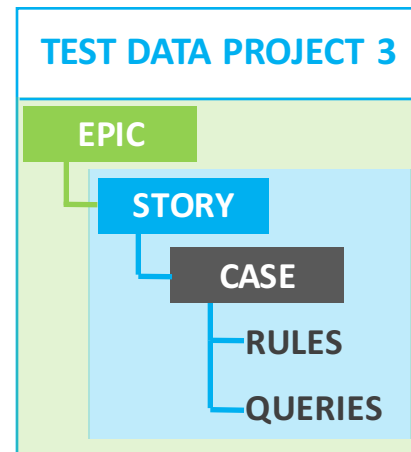 TEST DATA PROJECT 3
EPIC
STORY
CASE
RULES
QUERIES